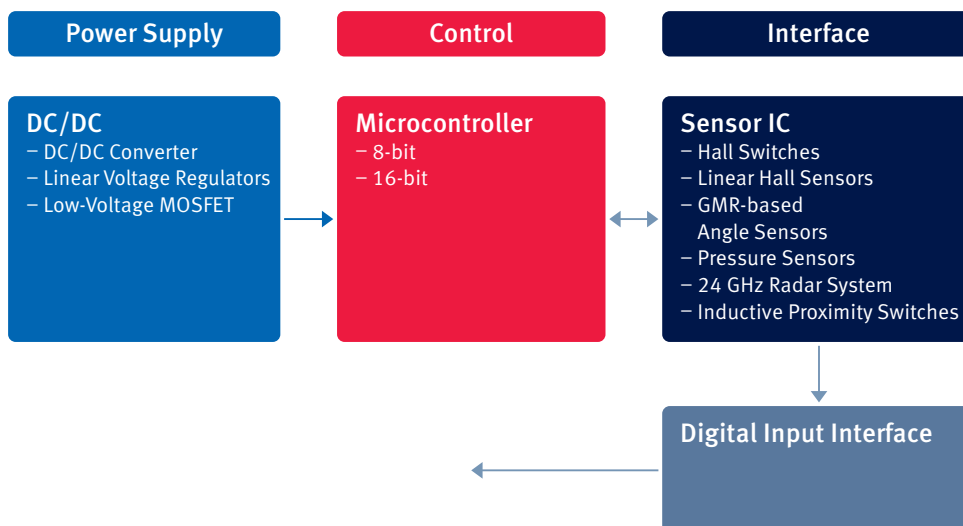 Power Supply
Control
Interface
DC/DC
– DC/DC Converter
– Linear Voltage Regulators
– Low-Voltage MOSFET
Microcontroller
– 8-bit
– 16-bit
Sensor IC
– Hall Switches
– Linear Hall Sensors
– GMR-based
Angle Sensors
– Pressure Sensors
– 24 GHz Radar System
– Inductive Proximity Switches
Digital Input Interface